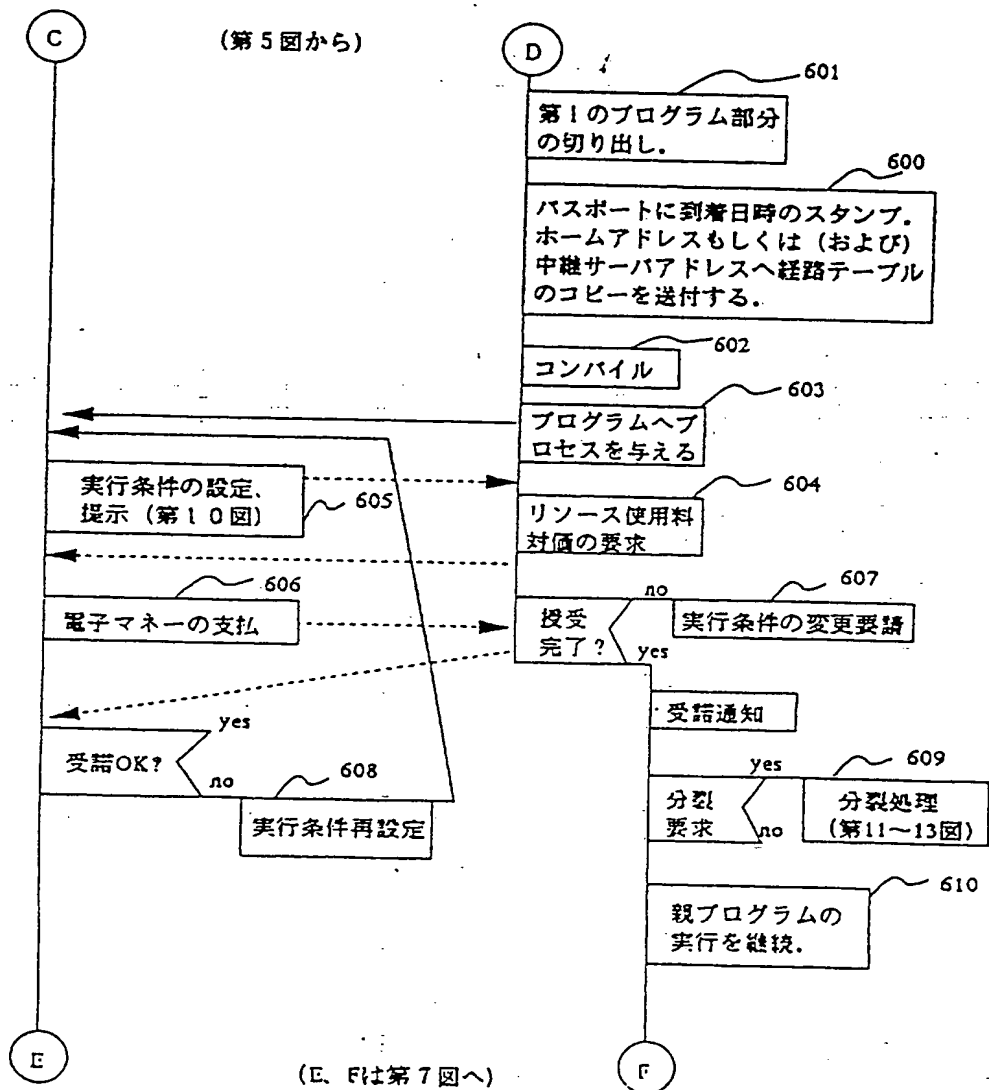 C
(第5図から)
D
601
第1のプログラム部分
の切り出し.
600
パスポートに到着日時のスタンプ.
ホームアドレスもしくは (および)
中継サーバアドレスへ経路テーブル
のコピーを送付する.
602
コンパイル
603
プログラムへプ
ロセスを与える
実行条件の設定、
提示 (第10図)
605
604
リソース使用料
対価の要求
606
電子マネーの支払
授受
完了?
no
yes
607
実行条件の変更要請
受諾通知
受諾OK?
yes
no
608
実行条件再設定
分裂
要求
yes
no
609
分裂処理
(第11〜13図)
610
親プログラムの
実行を継続.
E
(E、Fは第7図へ)
F